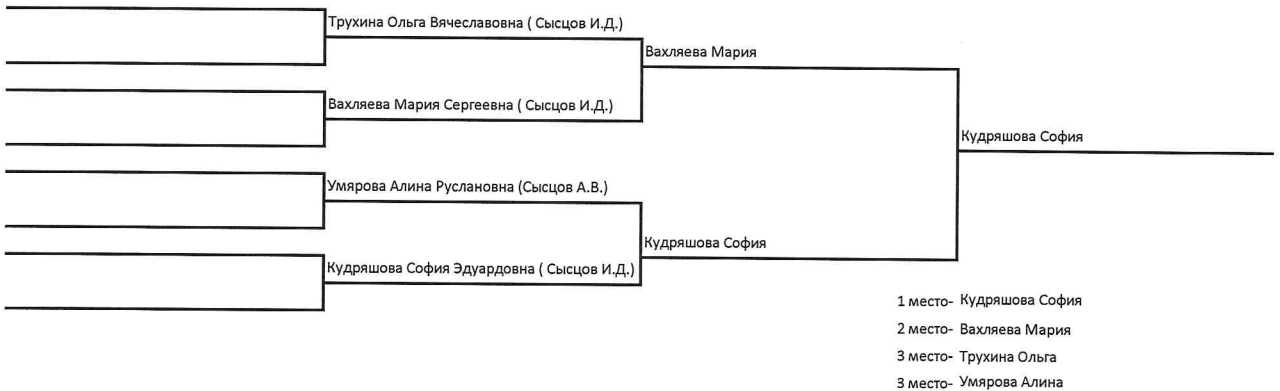 Трухина Ольга Вячеславовна ( Сысцов И.Д.)
Вахляева Мария
Вахляева Мария Сергеевна ( Сысцов И.Д.)
Кудряшова София
Умярова Алина Руслановна (Сысцов А.В.)
Кудряшова София
Кудряшова София Эдуардовна ( Сысцов И.Д.)
1 место- Кудряшова София
2 место- Вахляева Мария
3 место- Трухина Ольга
3 место- Умярова Алина